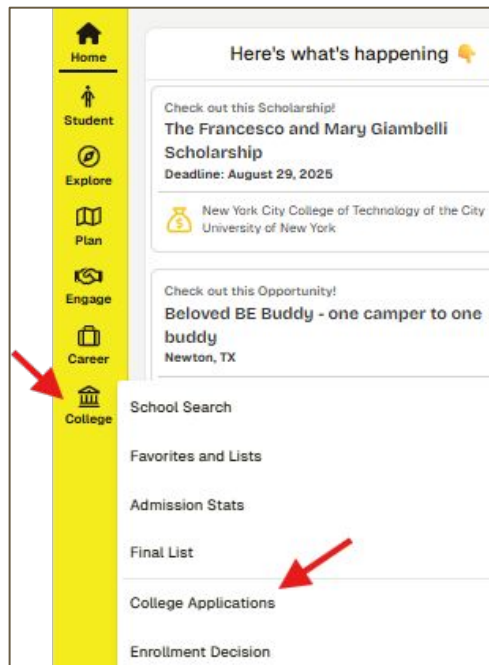 Home
Student
Explore
Plan
Engage
Career
College
Here's what's happening
Check out this Scholarship!
The Francesco and Mary Giambelli
Scholarship
Deadline: August 29, 2025
New York City College of Technology of the City
University of New York
Check out this Opportunity!
Beloved BE Buddy - one camper to one
buddy
Newton, TX
School Search
Favorites and Lists
Admission Stats
Final List
College Applications
Enrollment Decision